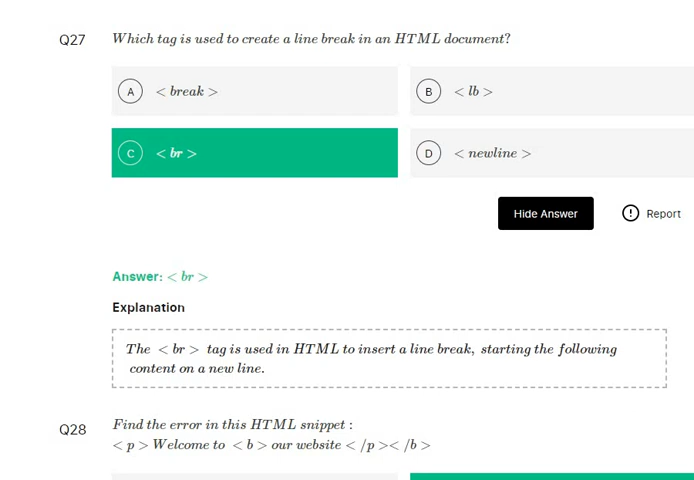 Q27 Which tag is used to create a line break in an HTML document?
A < break >
B < lb >
C < br >
D < newline >
Hide Answer
! Report
Answer: < br >
Explanation
The < br > tag is used in HTML to insert a line break, starting the following
content on a new line.
Q28 Find the error in this HTML snippet :
< p > Welcome to < b > our website < /p >< /b >